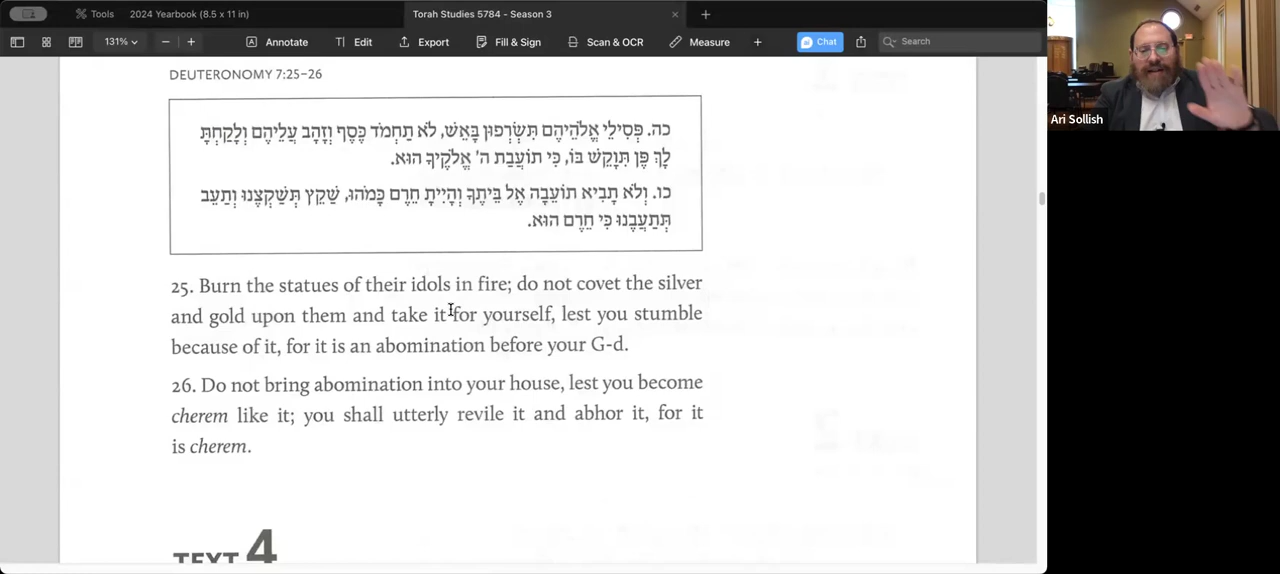 Tools
2024 Yearbook (8.5 x 11 in)
Torah Studies 5784 - Season 3
131%
Annotate
Edit
Export
Fill & Sign
Scan & OCR
Measure
Chat
Search
Ari Sollish
DEUTERONOMY 7:25–26
כה. פְּסִילֵי אֱלֹהֵיהֶם תִּשְׂרְפוּן בָּאֵשׁ, לֹא תַחְמֹד כֶּסֶף וְזָהָב עֲלֵיהֶם וְלָקַחְתָּ
לָךְ פֶּן תִּוָּקֵשׁ בּוֹ, כִּי תוֹעֲבַת ה' אֱלֹקֶיךָ הוּא.
כו. וְלֹא תָבִיא תוֹעֵבָה אֶל בֵּיתֶךָ וְהָיִיתָ חֵרֶם כָּמֹהוּ, שַׁקֵּץ תְּשַׁקְּצֶנּוּ וְתַעֵב
תְּתַעֲבֶנּוּ כִּי חֵרֶם הוּא.
25. Burn the statues of their idols in fire; do not covet the silver
and gold upon them and take it for yourself, lest you stumble
because of it, for it is an abomination before your G-d.
26. Do not bring abomination into your house, lest you become
cherem like it; you shall utterly revile it and abhor it, for it
is cherem.
TEXT 4